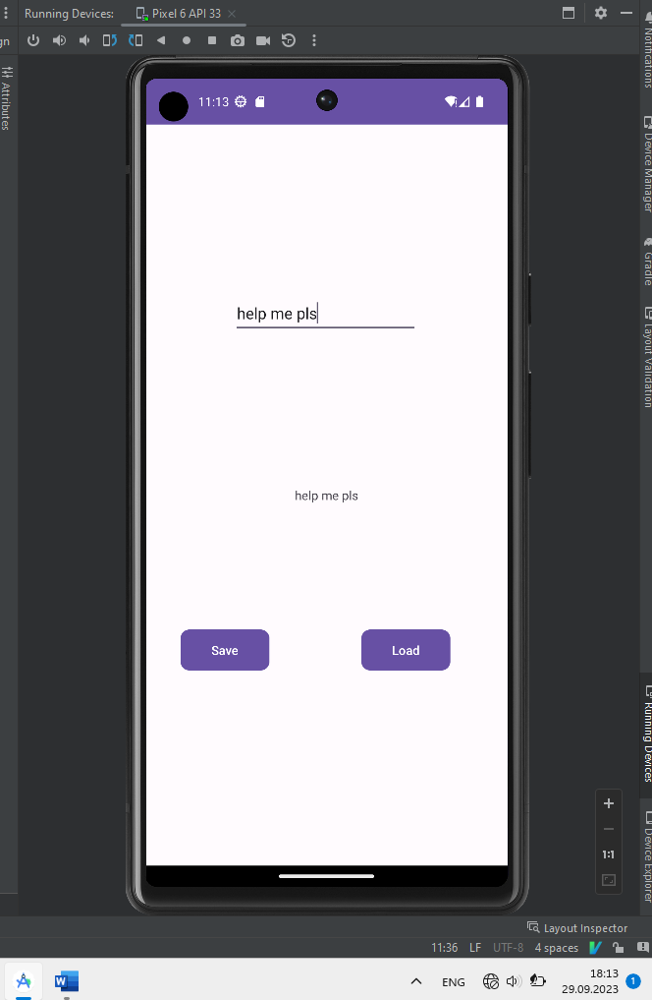 Running Devices: Pixel 6 API 33
gn
Attributes
11:13
help me pls
help me pls
Save
Load
Notifications
Device Manager
Gradle
Layout Validation
Running Devices
Device Explorer
1:1
Layout Inspector
11:36 LF UTF-8 4 spaces
ENG
18:13
29.09.2023
1